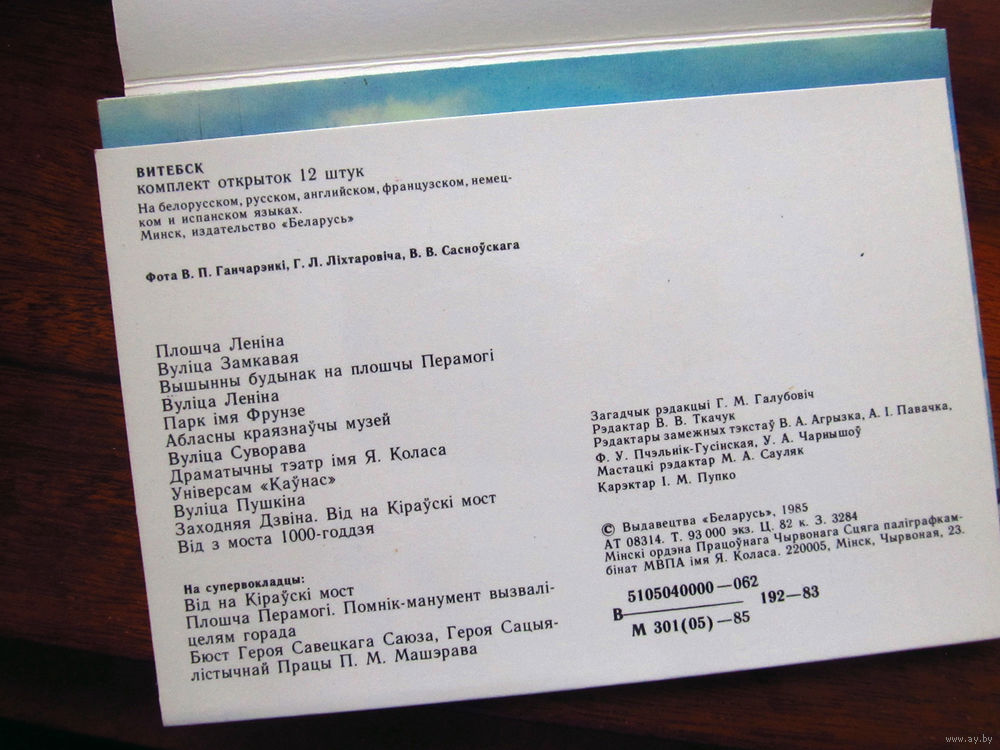 ВИТЕБСК
комплект открыток 12 штук
На белорусском, русском, английском, французском, немец-
ком и испанском языках.
Минск, издательство «Беларусь»
Фота В. П. Ганчарэнкі, Г. Л. Ліхтаровіча, В. В. Сасноўскага
Плошча Леніна
Вуліца Замкавая
Вышынны будынак на плошчы Перамогі
Вуліца Леніна
Парк імя Фрунзе
Абласны краязнаўчы музей
Вуліца Суворава
Драматычны тэатр імя Я. Коласа
Універсам «Каўнас»
Вуліца Пушкіна
Заходняя Дзвіна. Від на Кіраўскі мост
Від з моста 1000-годдзя
На супервокладцы:
Від на Кіраўскі мост
Плошча Перамогі. Помнік-манумент вызвалі-
целям горада
Бюст Героя Савецкага Саюза, Героя Сацыя-
лістычнай Працы П. М. Машэрава
Загадчык рэдакцыі Г. М. Галубовіч
Рэдактар В. В. Ткачук
Рэдактары замежных тэкстаў В. А. Агрызка, А. І. Павачка,
Ф. У. Пчэльнік-Гусінская, У. А. Чарнышоў
Мастацкі рэдактар М. А. Сауляк
Карэктар І. М. Пупко
© Выдавецтва «Беларусь», 1985
АТ 08314. Т. 93 000 экз. Ц. 82 к. З. 3284
Мінскі ордэна Працоўнага Чырвонага Сцяга паліграфкам-
бінат МВПА імя Я. Коласа. 220005, Мінск, Чырвоная, 23.
5105040000—062
В 192—83
М 301(05)—85
www.ay.by